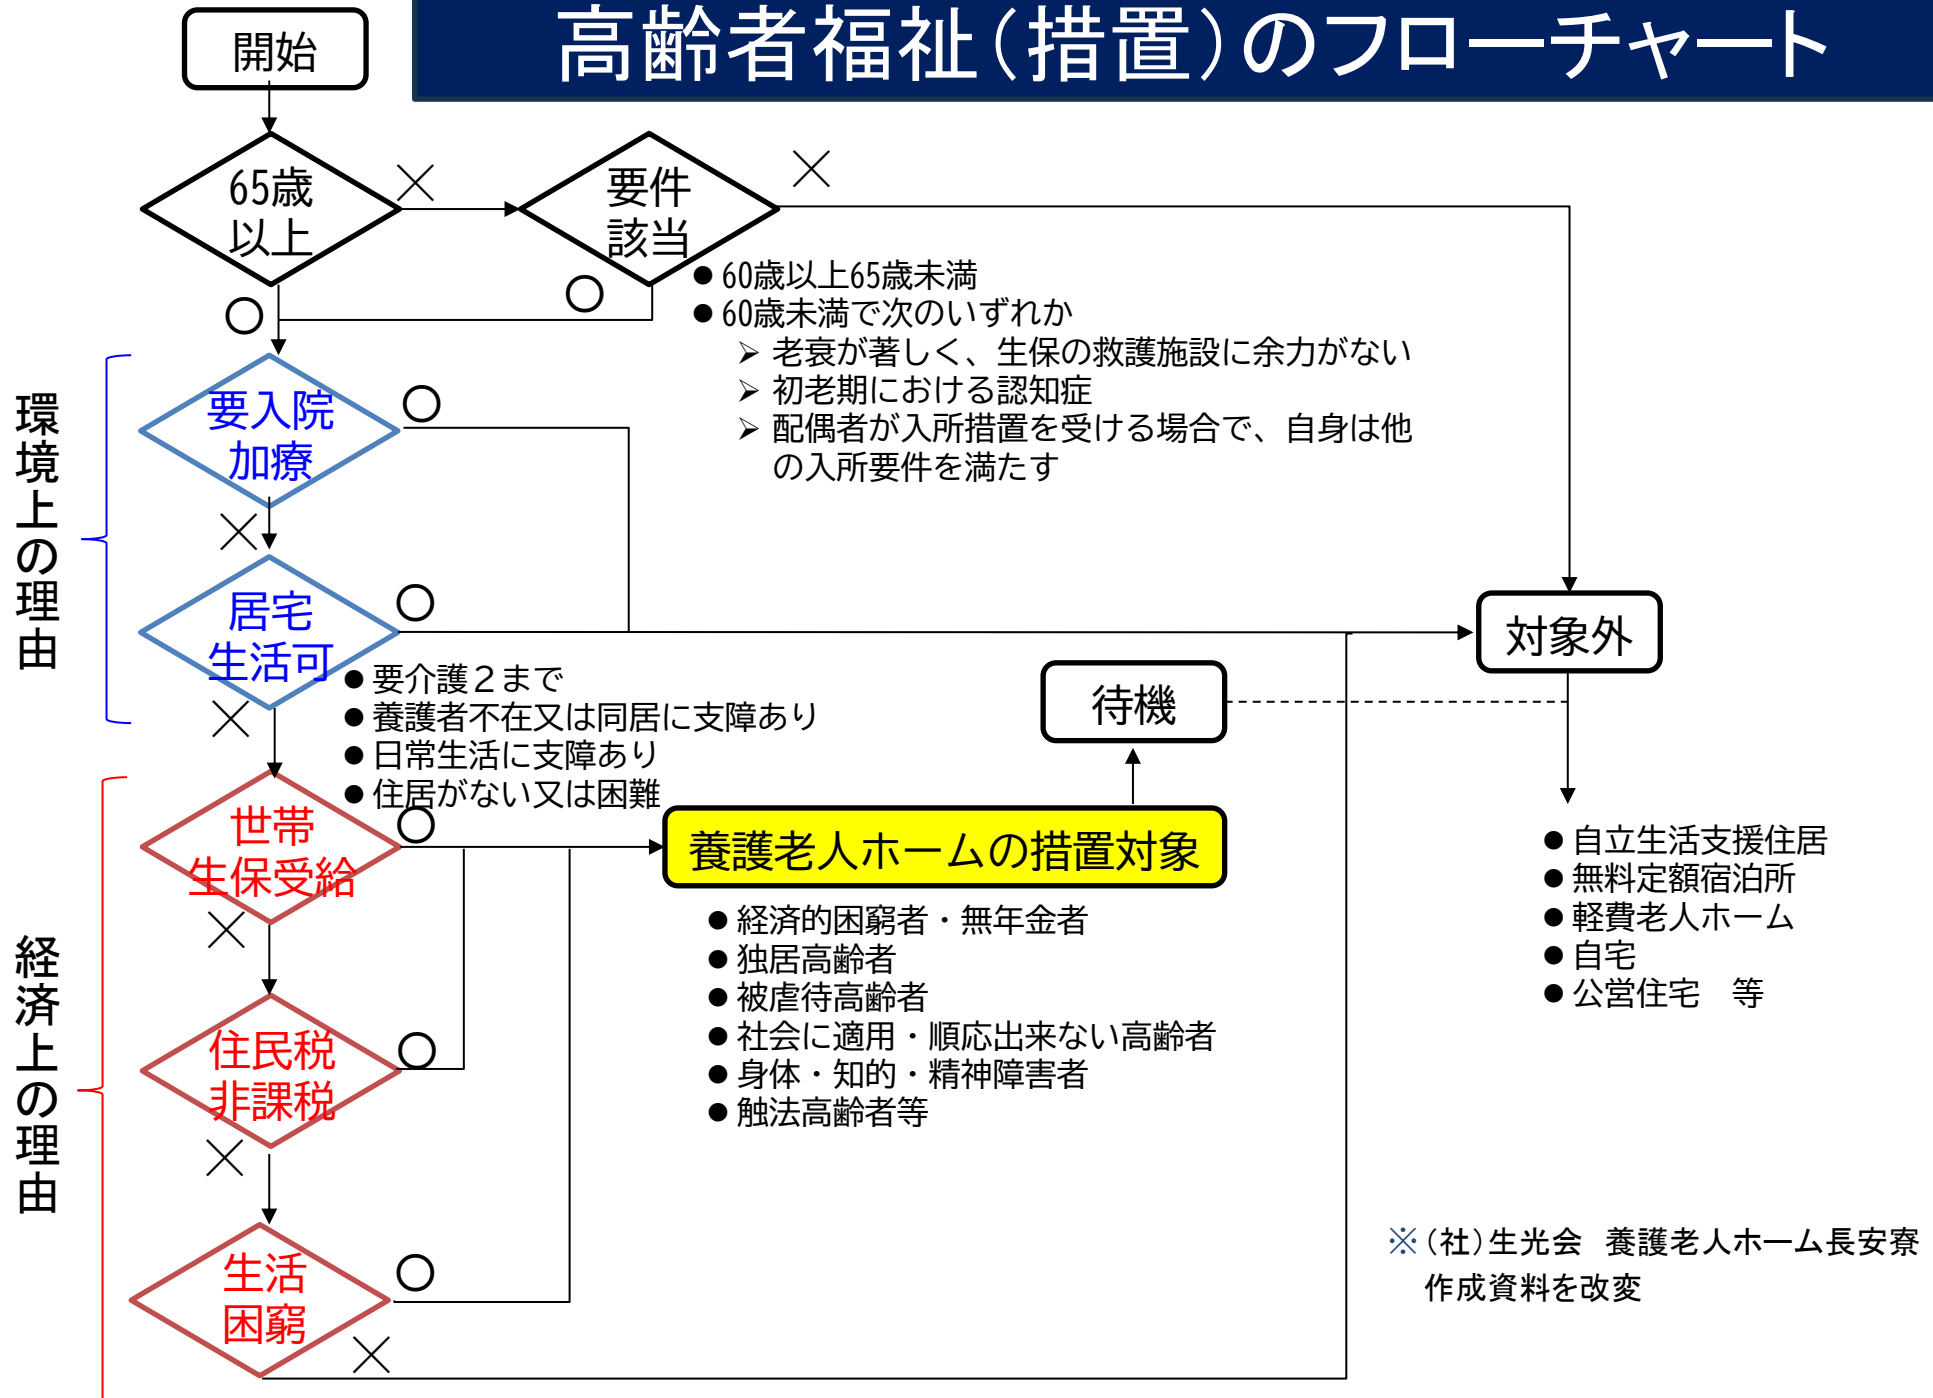 高齢者福祉（措置）のフローチャート
開始
65歳
以上
×
要件
該当
×
○
○
●60歳以上65歳未満
●60歳未満で次のいずれか
➢ 老衰が著しく、生保の救護施設に余力がない
➢ 初老期における認知症
➢ 配偶者が入所措置を受ける場合で、自身は他
の入所要件を満たす
環境上の理由
要入院
加療
○
×
居宅
生活可
○
×
●要介護２まで
●養護者不在又は同居に支障あり
●日常生活に支障あり
●住居がない又は困難
対象外
待機
経済上の理由
世帯
生保受給
○
×
養護老人ホームの措置対象
●経済的困窮者・無年金者
●独居高齢者
●被虐待高齢者
●社会に適用・順応出来ない高齢者
●身体・知的・精神障害者
●触法高齢者等
●自立生活支援住居
●無料定額宿泊所
●軽費老人ホーム
●自宅
●公営住宅　等
住民税
非課税
○
×
生活
困窮
○
×
※（社）生光会　養護老人ホーム長安寮
作成資料を改変